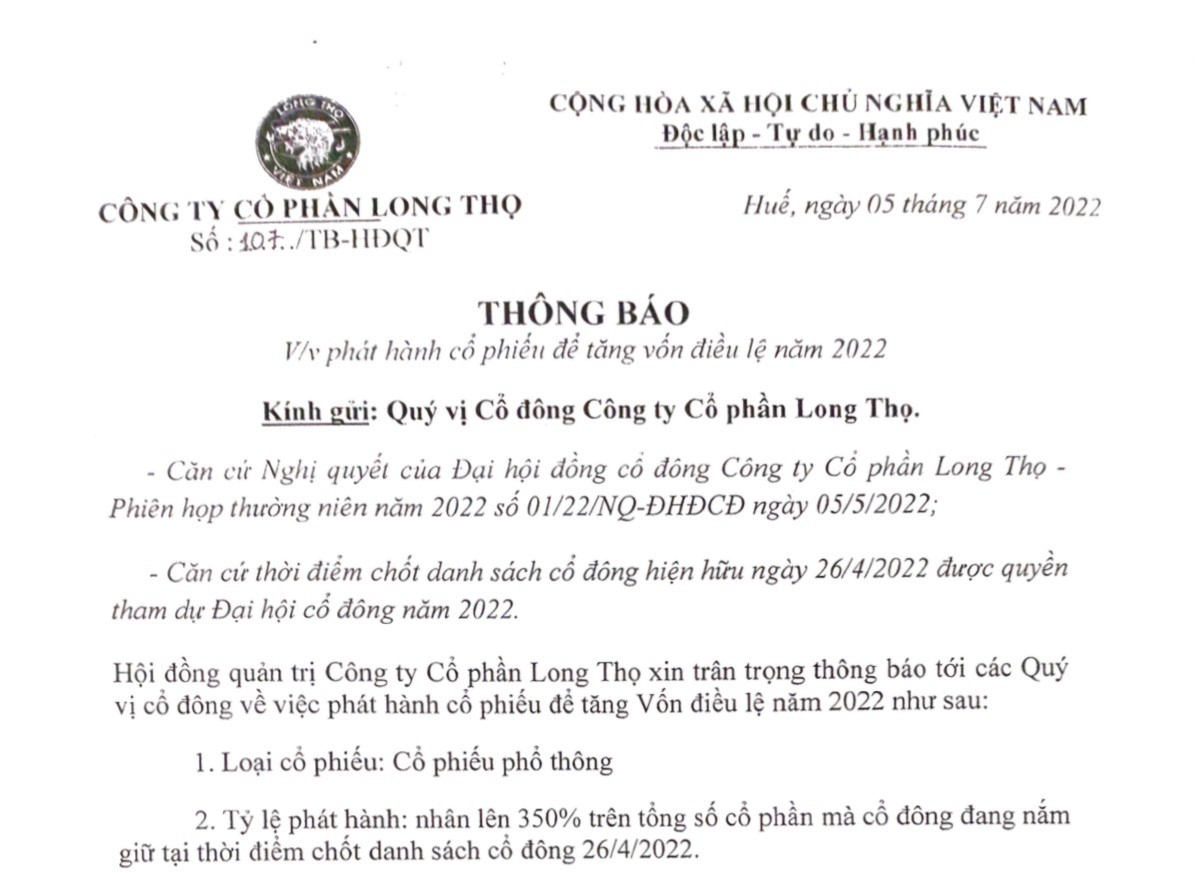 LONG THỌ
VIỆT NAM
CỘNG HÒA XÃ HỘI CHỦ NGHĨA VIỆT NAM
Độc lập - Tự do - Hạnh phúc
CÔNG TY CỔ PHẦN LONG THỌ
Số : 107../TB-HĐQT
Huế, ngày 05 tháng 7 năm 2022
THÔNG BÁO
V/v phát hành cổ phiếu để tăng vốn điều lệ năm 2022
Kính gửi: Quý vị Cổ đông Công ty Cổ phần Long Thọ.
- Căn cứ Nghị quyết của Đại hội đồng cổ đông Công ty Cổ phần Long Thọ -
Phiên họp thường niên năm 2022 số 01/22/NQ-ĐHĐCĐ ngày 05/5/2022;
- Căn cứ thời điểm chốt danh sách cổ đông hiện hữu ngày 26/4/2022 được quyền
tham dự Đại hội cổ đông năm 2022.
Hội đồng quản trị Công ty Cổ phần Long Thọ xin trân trọng thông báo tới các Quý
vị cổ đông về việc phát hành cổ phiếu để tăng Vốn điều lệ năm 2022 như sau:
1. Loại cổ phiếu: Cổ phiếu phổ thông
2. Tỷ lệ phát hành: nhân lên 350% trên tổng số cổ phần mà cổ đông đang nắm
giữ tại thời điểm chốt danh sách cổ đông 26/4/2022.